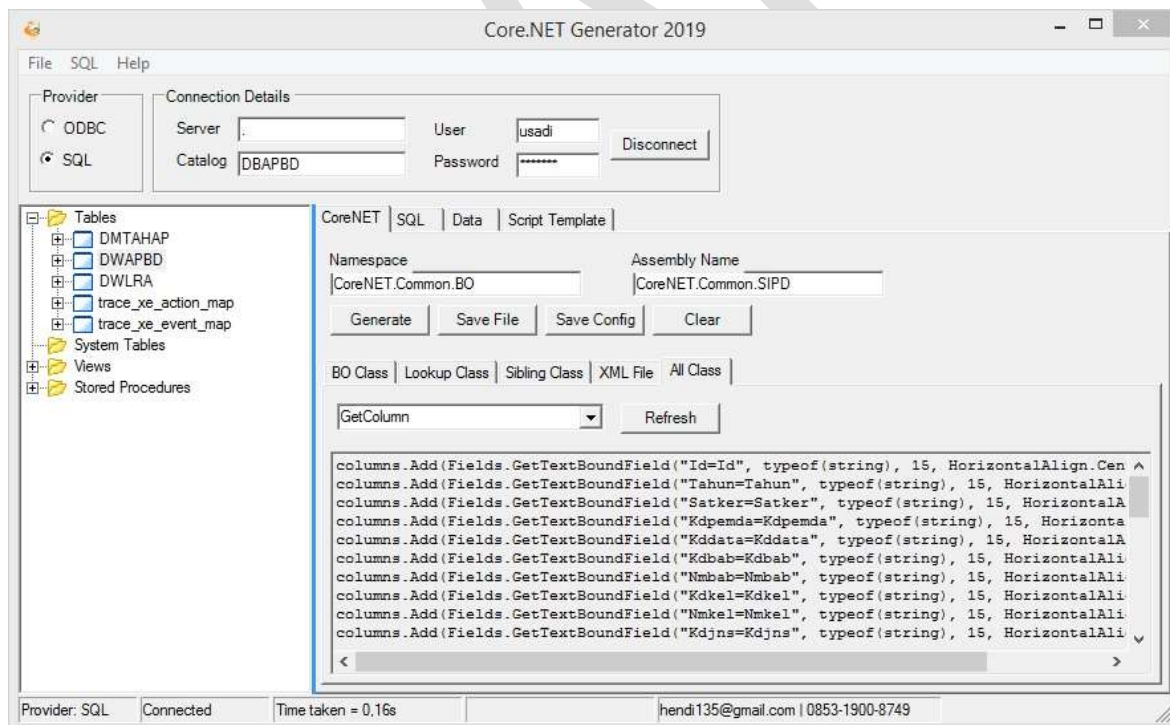 Core.NET Generator 2019
File SQL Help
Provider
ODBC
SQL
Connection Details
Server .
Catalog DBAPBD
User usadi
Password *******
Disconnect
Tables
DMTAHAP
DWAPBD
DWLRA
trace_xe_action_map
trace_xe_event_map
System Tables
Views
Stored Procedures
CoreNET SQL Data Script Template
Namespace Assembly Name
CoreNET.Common.BO CoreNET.Common.SIPD
Generate Save File Save Config Clear
BO Class Lookup Class Sibling Class XML File All Class
GetColumn Refresh
columns.Add(Fields.GetTextBoundField("Id=Id", typeof(string), 15, HorizontalAlign.Cen
columns.Add(Fields.GetTextBoundField("Tahun=Tahun", typeof(string), 15, HorizontalAli
columns.Add(Fields.GetTextBoundField("Satker=Satker", typeof(string), 15, HorizontalA
columns.Add(Fields.GetTextBoundField("Kdpemda=Kdpemda", typeof(string), 15, Horizonta
columns.Add(Fields.GetTextBoundField("Kddata=Kddata", typeof(string), 15, HorizontalA
columns.Add(Fields.GetTextBoundField("Kdbab=Kdbab", typeof(string), 15, HorizontalAli
columns.Add(Fields.GetTextBoundField("Nmbab=Nmbab", typeof(string), 15, HorizontalAli
columns.Add(Fields.GetTextBoundField("Kdkel=Kdkel", typeof(string), 15, HorizontalAli
columns.Add(Fields.GetTextBoundField("Nmkel=Nmkel", typeof(string), 15, HorizontalAli
columns.Add(Fields.GetTextBoundField("Kdjns=Kdjns", typeof(string), 15, HorizontalAli
Provider: SQL Connected Time taken = 0,16s hendi135@gmail.com | 0853-1900-8749